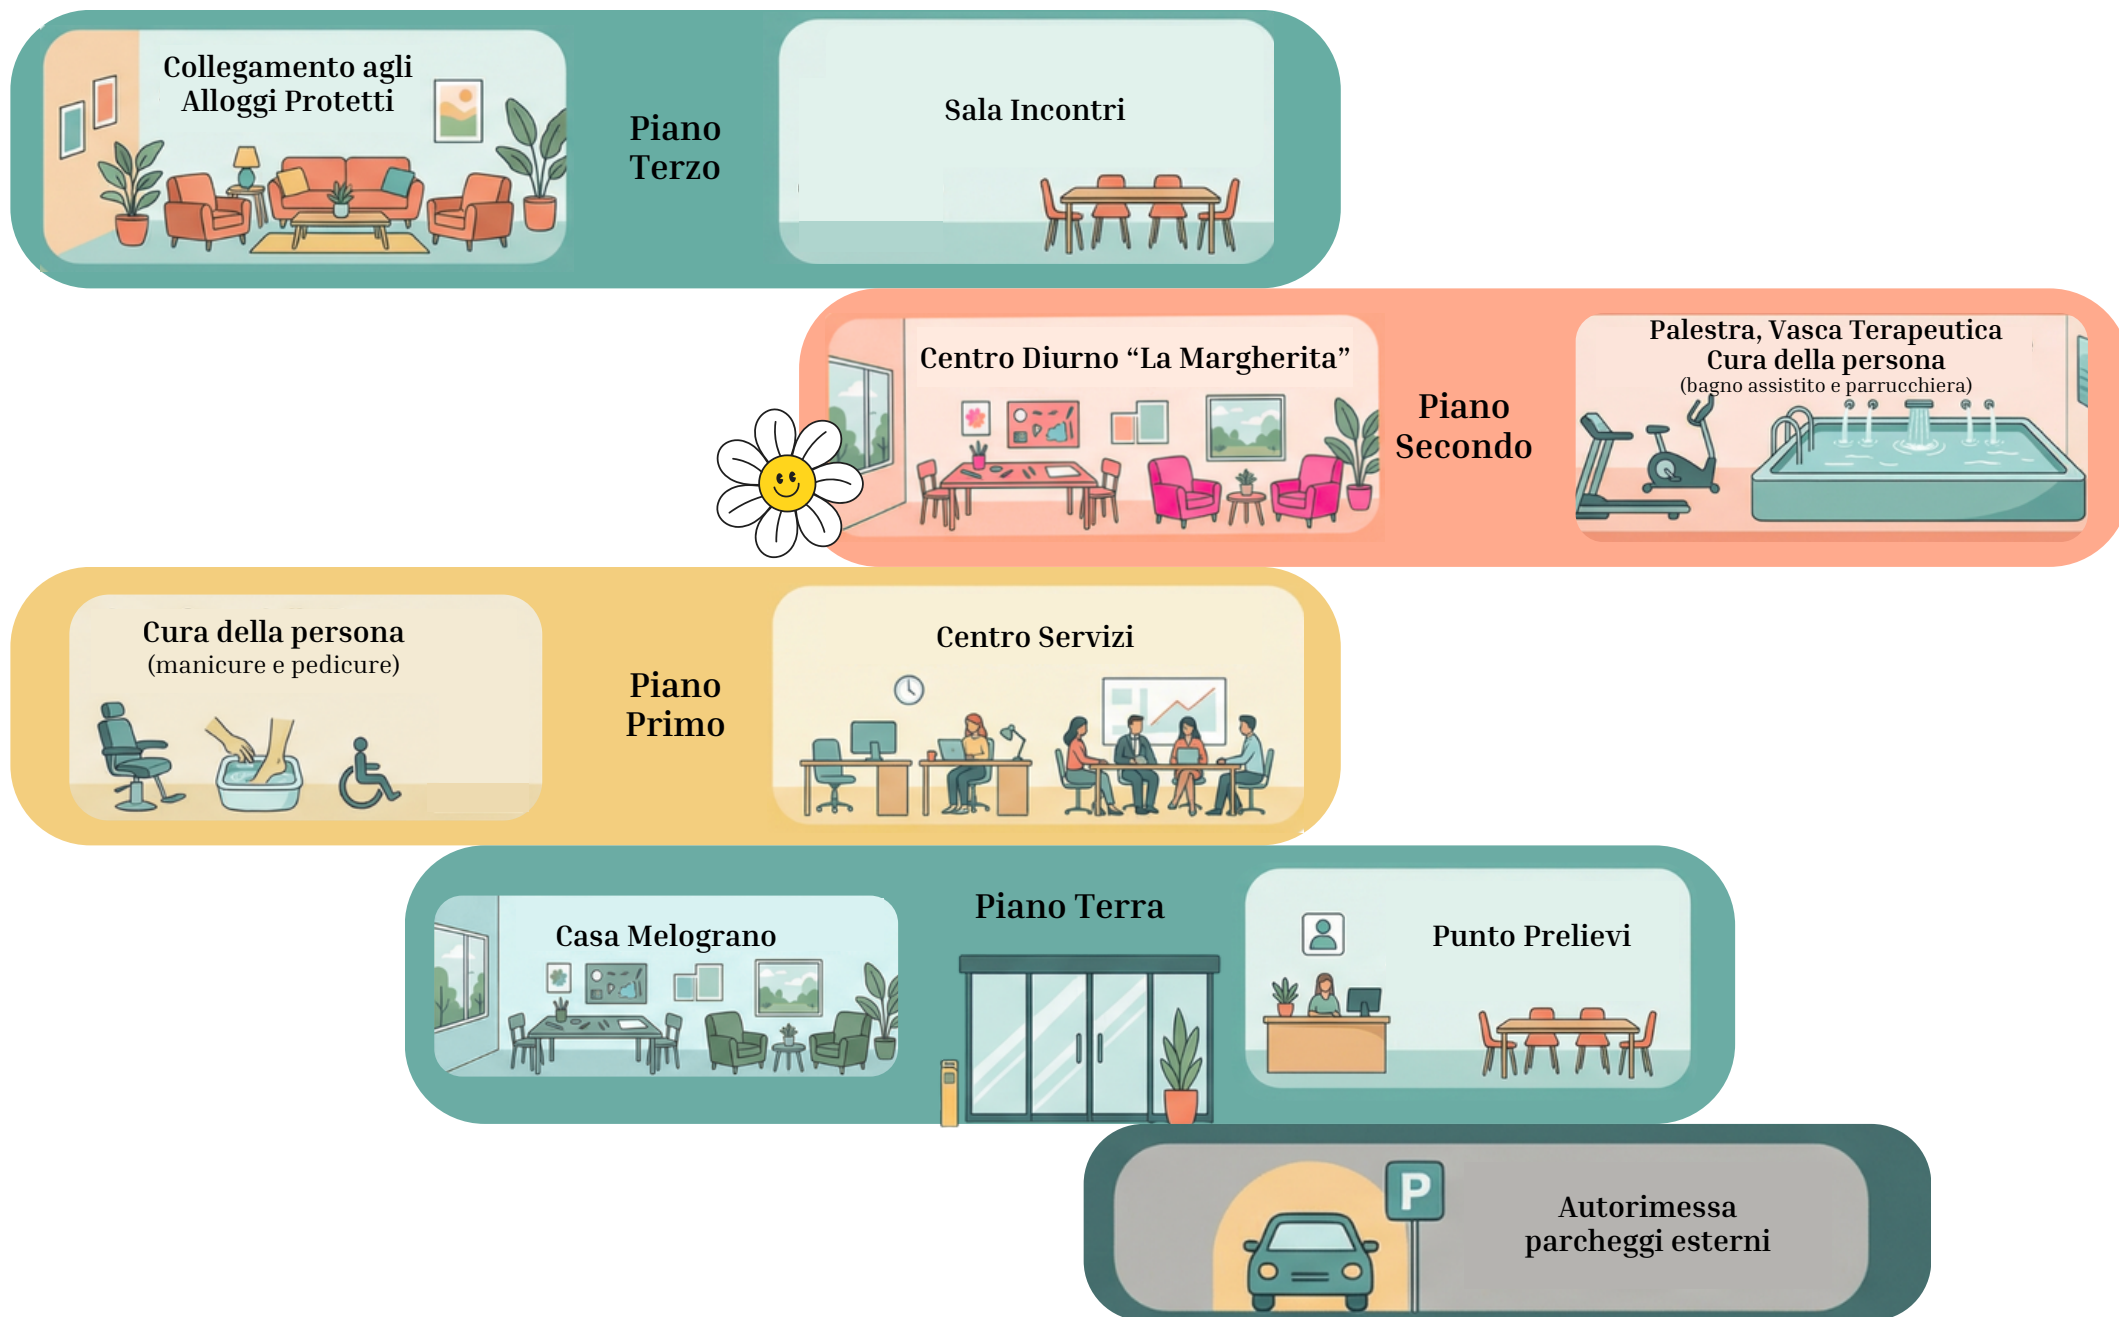 Collegamento agli
Alloggi Protetti
Piano
Terzo
Sala Incontri
Centro Diurno “La Margherita”
Piano
Secondo
Palestra, Vasca Terapeutica
Cura della persona
(bagno assistito e parrucchiera)
Cura della persona
(manicure e pedicure)
Piano
Primo
Centro Servizi
Casa Melograno
Piano Terra
Punto Prelievi
P
Autorimessa
parcheggi esterni